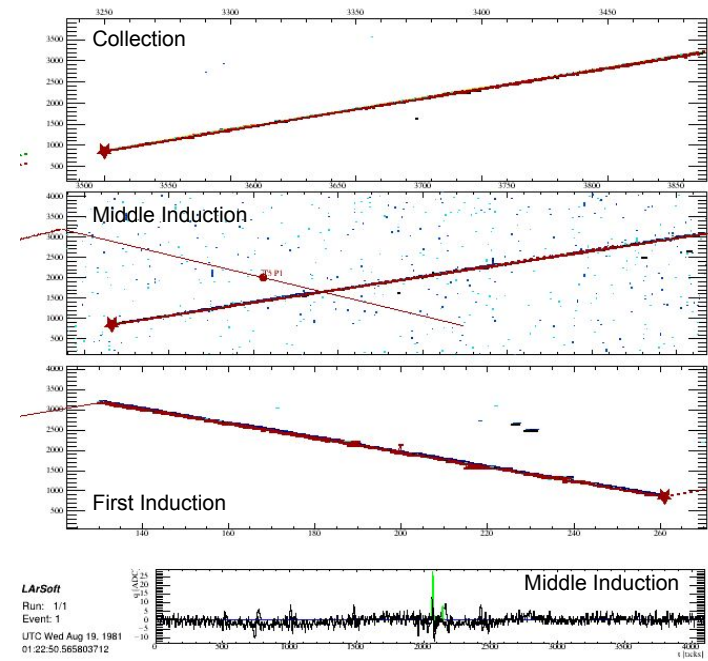 3250 3300 3350 3400 3450
Collection
3500
3000
2500
2000
1500
1000
500
3500 3550 3600 3650 3700 3750 3800 3850
Middle Induction
4000
3500
3000
2500
2000
1500
1000
500
P1
First Induction
4000
3500
3000
2500
2000
1500
1000
500
140 160 180 200 220 240 260
LArSoft
Run: 1/1
Event: 1
UTC Wed Aug 19, 1981
01:22:50.565803712
q [ADC]
Middle Induction
25
20
15
10
5
0
−5
−10
0 500 1000 1500 2000 2500 3000 3500 4000
t [ticks]